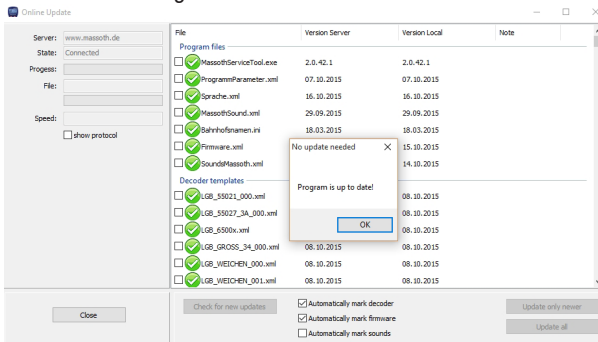 Online Update
Server: www.massoth.de
State: Connected
Progess:
File:
Speed:
show protocol
File Version Server Version Local Note
Program files
MassothServiceTool.exe 2.0.42.1 2.0.42.1
ProgrammParameter.xml 07.10.2015 07.10.2015
Sprache.xml 16.10.2015 16.10.2015
MassothSound.xml 29.09.2015 29.09.2015
Bahnhofsnamen.ini 18.03.2015 18.03.2015
Firmware.xml 15.10.2015
SoundsMassoth.xml 14.10.2015
Decoder templates
LGB_55021_000.xml 08.10.2015
LGB_55027_3A_000.xml 08.10.2015
LGB_6500x.xml 08.10.2015
LGB_GROSS_34_000.xml 08.10.2015 08.10.2015
LGB_WEICHEN_000.xml 08.10.2015 08.10.2015
LGB_WEICHEN_001.xml 08.10.2015 08.10.2015
No update needed
Program is up to date!
OK
Close
Check for new updates
Automatically mark decoder
Automatically mark firmware
Automatically mark sounds
Update only newer
Update all